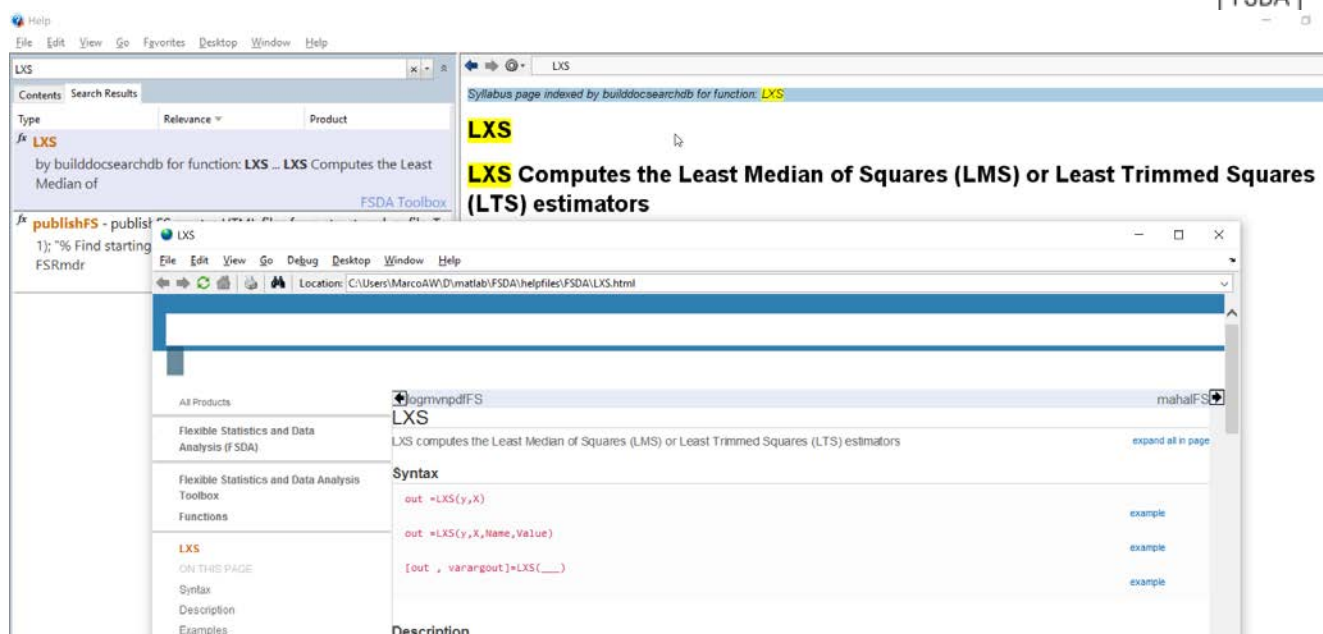 FSDA
Help
File Edit View Go Favorites Desktop Window Help
LXS
LXS
Contents Search Results
Syllabus page indexed by builddocsearchdb for function: LXS
Type Relevance Product
LXS
fx LXS
by builddocsearchdb for function: LXS ... LXS Computes the Least
Median of
FSDA Toolbox
LXS Computes the Least Median of Squares (LMS) or Least Trimmed Squares
(LTS) estimators
fx publishFS - publish
1); "% Find starting
FSRmdr
LXS
File Edit View Go Debug Desktop Window Help
Location: C:\Users\MarcoAW\D\matlab\FSDA\helpfiles\FSDA\LXS.html
All Products
Flexible Statistics and Data
Analysis (FSDA)
Flexible Statistics and Data Analysis
Toolbox
Functions
LXS
ON THIS PAGE
Syntax
Description
Examples
logmvnpdfFS mahalFS
LXS
LXS computes the Least Median of Squares (LMS) or Least Trimmed Squares (LTS) estimators expand all in page
Syntax
out =LXS(y,X)
example
out =LXS(y,X,Name,Value)
example
[out , varargout]=LXS(___)
example
Description